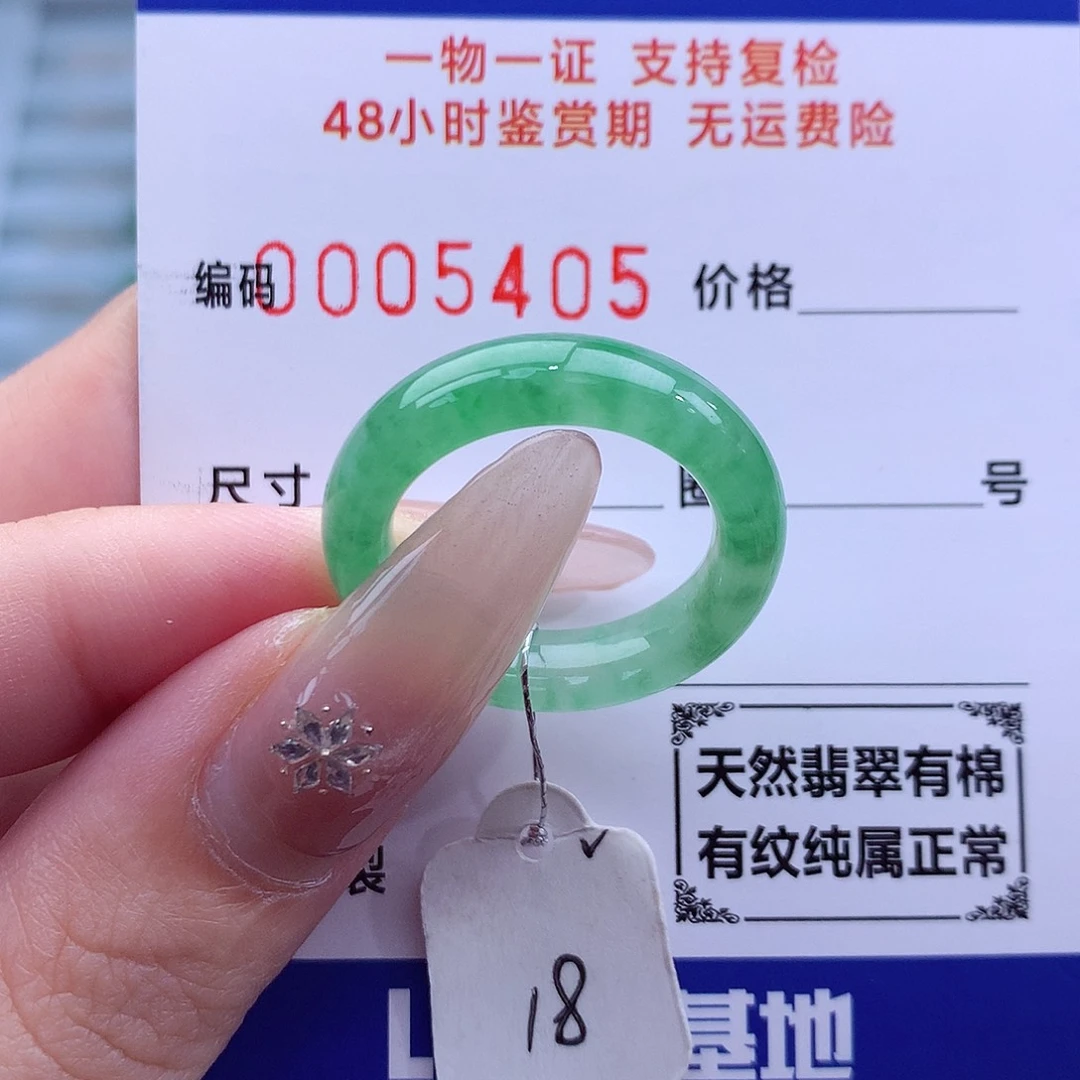 一物一证 支持复检
48小时鉴赏期 无运费险
编码0005405 价格
尺寸 圈 号
天然翡翠有棉
有纹纯属正常
裂
18
基地